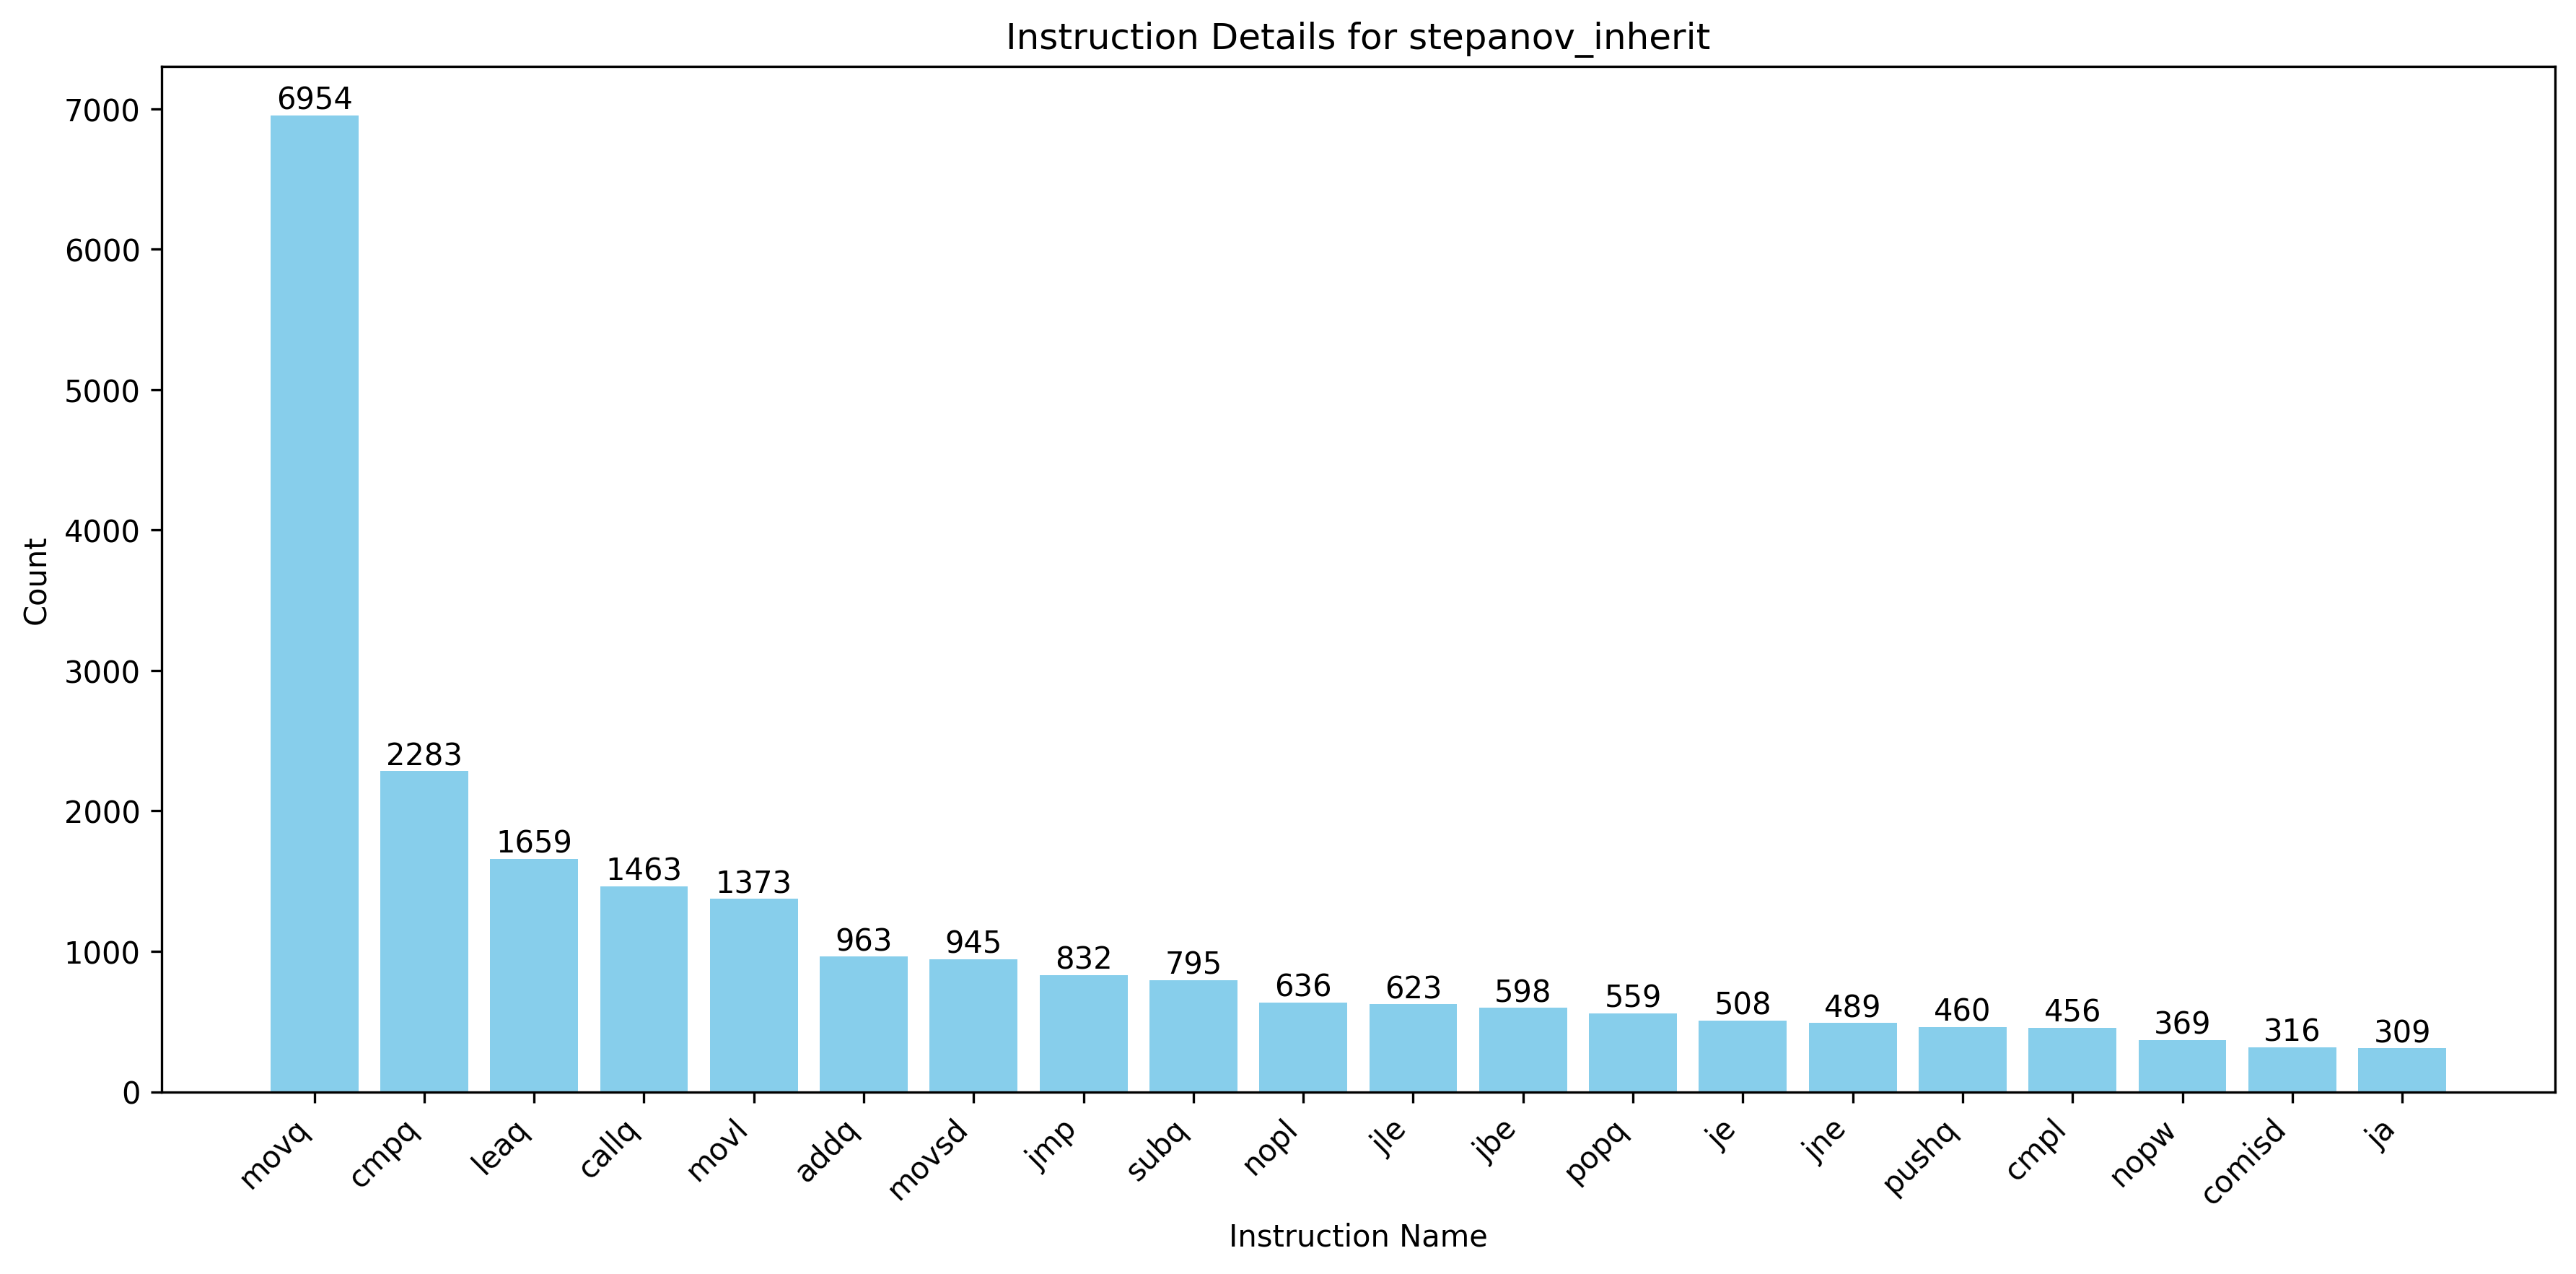 Instruction Details for stepanov_inherit
Count
7000
6000
5000
4000
3000
2000
1000
0
6954
2283
1659
1463
1373
963
945
832
795
636
623
598
559
508
489
460
456
369
316
309
movq
cmpq
leaq
callq
movl
addq
movsd
jmp
subq
nopl
jle
jbe
popq
je
jne
pushq
cmpl
nopw
comisd
ja
Instruction Name